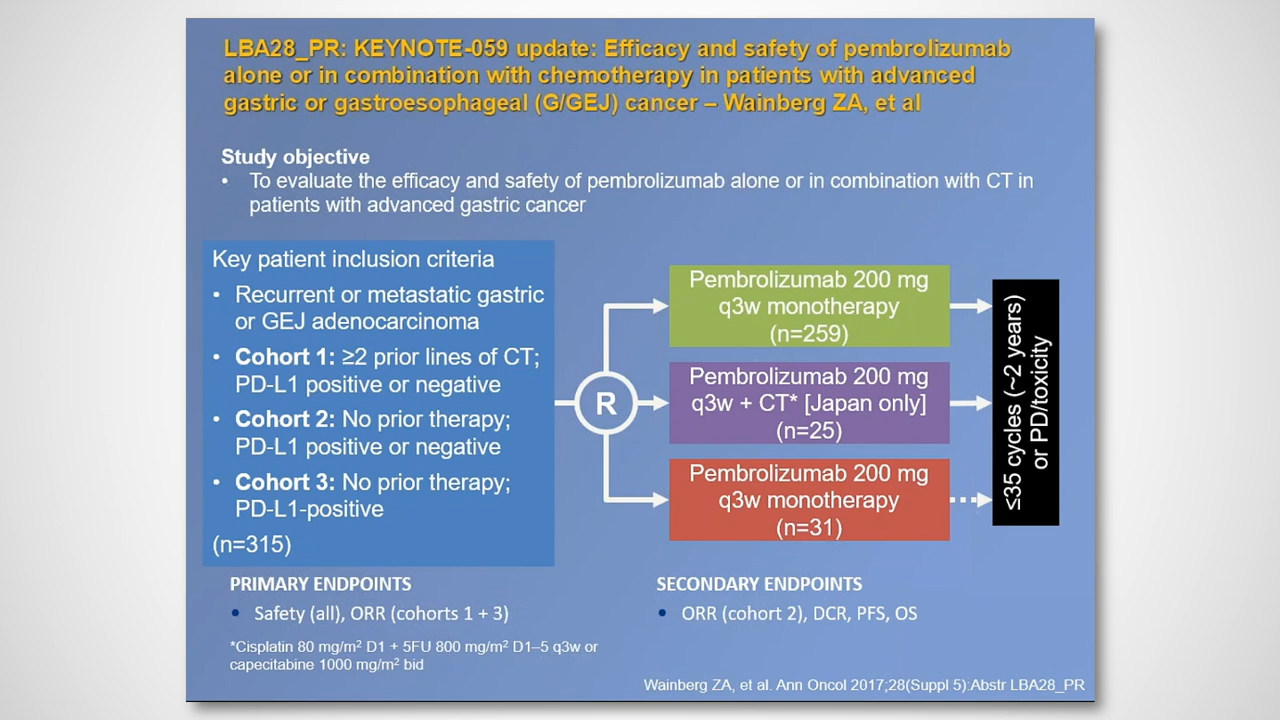 LBA28_PR: KEYNOTE-059 update: Efficacy and safety of pembrolizumab
alone or in combination with chemotherapy in patients with advanced
gastric or gastroesophageal (G/GEJ) cancer – Wainberg ZA, et al
Study objective
• To evaluate the efficacy and safety of pembrolizumab alone or in combination with CT in
patients with advanced gastric cancer
Key patient inclusion criteria
• Recurrent or metastatic gastric
or GEJ adenocarcinoma
• Cohort 1: ≥2 prior lines of CT;
PD-L1 positive or negative
• Cohort 2: No prior therapy;
PD-L1 positive or negative
• Cohort 3: No prior therapy;
PD-L1-positive
(n=315)
R
Pembrolizumab 200 mg
q3w monotherapy
(n=259)
Pembrolizumab 200 mg
q3w + CT* [Japan only]
(n=25)
Pembrolizumab 200 mg
q3w monotherapy
(n=31)
≤35 cycles (~2 years)
or PD/toxicity
PRIMARY ENDPOINTS
• Safety (all), ORR (cohorts 1 + 3)
SECONDARY ENDPOINTS
• ORR (cohort 2), DCR, PFS, OS
*Cisplatin 80 mg/m² D1 + 5FU 800 mg/m² D1–5 q3w or
capecitabine 1000 mg/m² bid
Wainberg ZA, et al. Ann Oncol 2017;28(Suppl 5):Abstr LBA28_PR